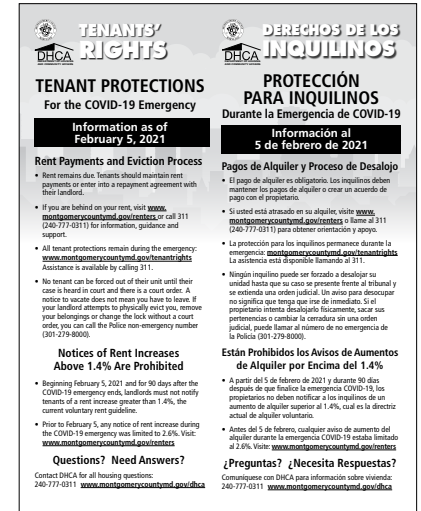 TENANTS'
RIGHTS
DHCA
TENANT PROTECTIONS
For the COVID-19 Emergency
Information as of
February 5, 2021
Rent Payments and Eviction Process
• Rent remains due. Tenants should maintain rent
payments or enter into a repayment agreement with
their landlord.
• If you are behind on your rent, visit www.
montgomerycountymd.gov/renters or call 311
(240-777-0311) for information, guidance and
support.
• All tenant protections remain during the emergency:
www.montgomerycountymd.gov/tenantrights
Assistance is available by calling 311.
• No tenant can be forced out of their unit until their
case is heard in court and there is a court order. A
notice to vacate does not mean you have to leave. If
your landlord attempts to physically evict you, remove
your belongings or change the lock without a court
order, you can call the Police non-emergency number
(301-279-8000).
Notices of Rent Increases
Above 1.4% Are Prohibited
• Beginning February 5, 2021 and for 90 days after the
COVID-19 emergency ends, landlords must not notify
tenants of a rent increase greater than 1.4%, the
current voluntary rent guideline.
• Prior to February 5, any notice of rent increase during
the COVID-19 emergency was limited to 2.6%. Visit:
www.montgomerycountymd.gov/renters
Questions? Need Answers?
Contact DHCA for all housing questions:
240-777-0311 www.montgomerycountymd.gov/dhca
DERECHOS DE LOS
INQUILINOS
DHCA
PROTECCIÓN
PARA INQUILINOS
Durante la Emergencia de COVID-19
Información al
5 de febrero de 2021
Pagos de Alquiler y Proceso de Desalojo
• El pago de alquiler es obligatorio. Los inquilinos deben
mantener los pagos de alquiler o crear un acuerdo de
pago con el propietario.
• Si usted está atrasado en su alquiler, visite www.
montgomerycountymd.gov/renters o llame al 311
(240-777-0311) para obtener orientación y apoyo.
• La protección para los inquilinos permanece durante la
emergencia: montgomerycountymd.gov/tenantrights
La asistencia está disponible llamando al 311.
• Ningún inquilino puede ser forzado a desalojar su
unidad hasta que su caso se presente frente al tribunal y
se extienda una orden judicial. Un aviso para desocupar
no significa que tenga que irse de inmediato. Si el
propietario intenta desalojarlo físicamente, sacar sus
pertenencias o cambiar la cerradura sin una orden
judicial, puede llamar al número de no emergencia de
la Policía (301-279-8000).
Están Prohibidos los Avisos de Aumentos
de Alquiler por Encima del 1.4%
• A partir del 5 de febrero de 2021 y durante 90 días
después de que finalice la emergencia COVID-19, los
propietarios no deben notificar a los inquilinos de un
aumento de alquiler superior al 1.4%, cual es la directriz
actual de alquiler voluntario.
• Antes del 5 de febrero, cualquier aviso de aumento del
alquiler durante la emergencia COVID-19 estaba limitado
al 2.6%. Visite: www.montgomerycountymd.gov/renters
¿Preguntas? ¿Necesita Respuestas?
Comuníquese con DHCA para información sobre vivienda:
240-777-0311 www.montgomerycountymd.gov/dhca